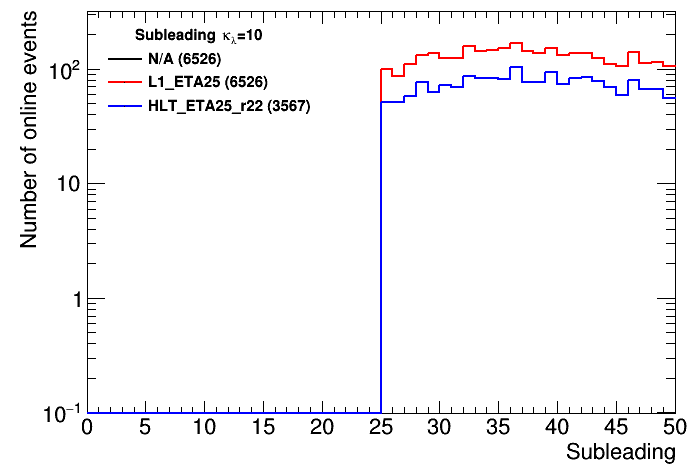 Subleading κλ=10
N/A (6526)
L1_ETA25 (6526)
HLT_ETA25_r22 (3567)
Number of online events
10²
10
1
10⁻¹
0 5 10 15 20 25 30 35 40 45 50
Subleading